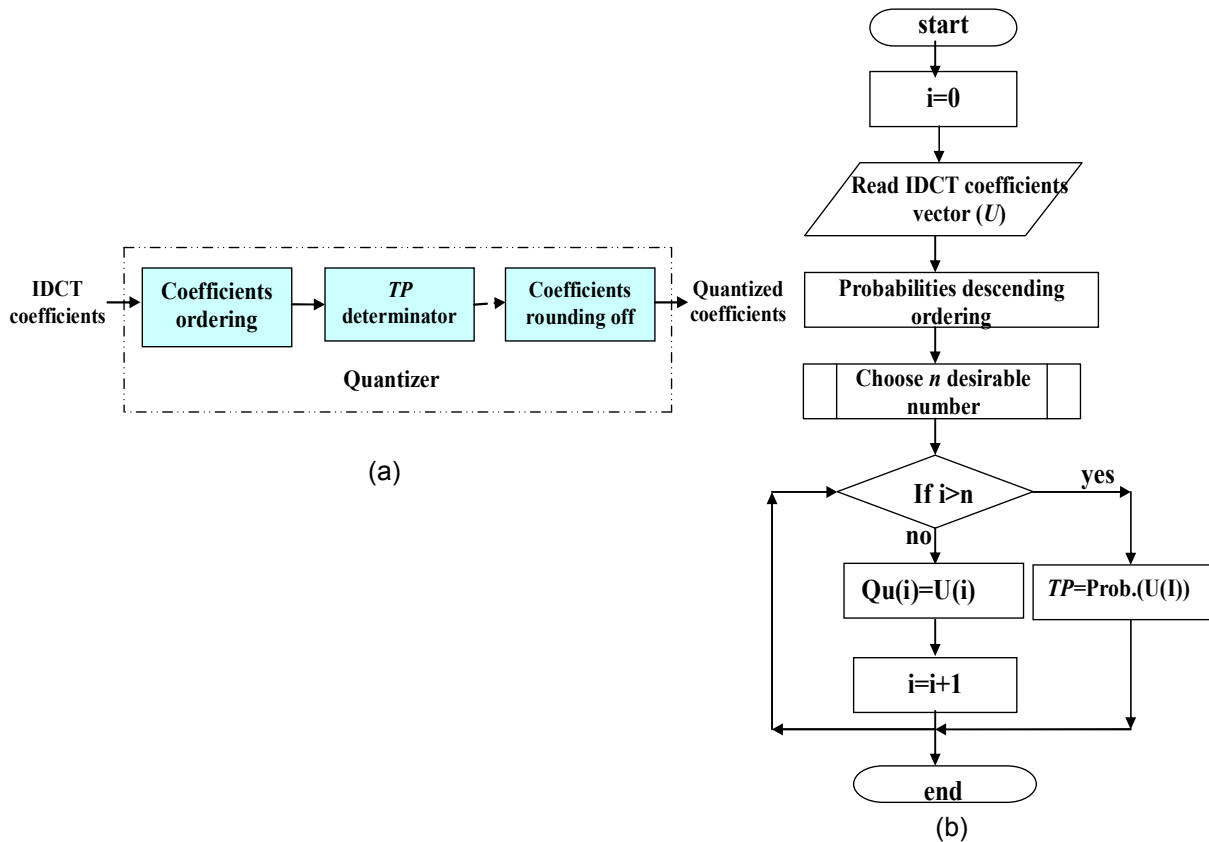 IDCT
coefficients
Coefficients
ordering
TP
determinator
Coefficients
rounding off
Quantized
coefficients
Quantizer
(a)
start
i=0
Read IDCT coefficients
vector (U)
Probabilities descending
ordering
Choose n desirable
number
If i>n
yes
no
Qu(i)=U(i)
TP=Prob.(U(I))
i=i+1
end
(b)